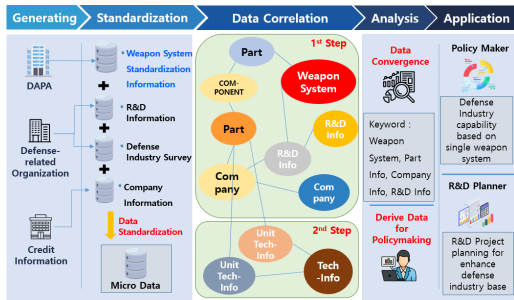 Generating
Standardization
Data Correlation
Analysis
Application
DAPA
Defense-related
Organization
Credit
Information
+ Weapon System
Standardization
Information
+
+ R&D
Information
+
+ Defense
Industry Survey
+
+ Company
Information
Data
Standardization
Micro Data
1st Step
Part
Weapon
System
COM-
PONENT
Part
R&D
Info
R&D
Info
Com
pany
Com
pany
2nd Step
Unit
Tech-
Info
Unit
Tech-
Info
Tech
-Info
Data
Convergence
Keyword :
Weapon
System, Part
Info, Company
Info, R&D Info
Derive Data
for
Policymaking
Policy Maker
Defense
Industry
capability
based on
single weapon
system
R&D Planner
R&D Project
planning for
enhance
defense
industry base